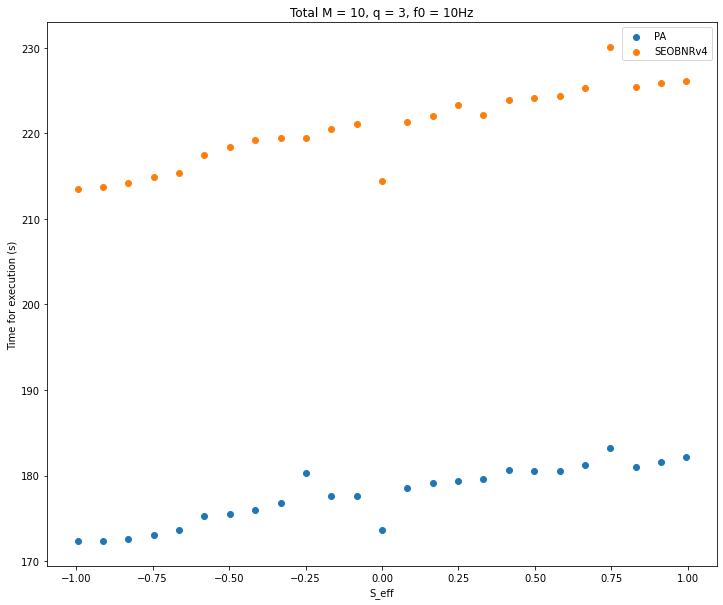 Total M = 10, q = 3, f0 = 10Hz
PA
SEOBNRv4
Time for execution (s)
230
220
210
200
190
180
170
−1.00 −0.75 −0.50 −0.25 0.00 0.25 0.50 0.75 1.00
S_eff